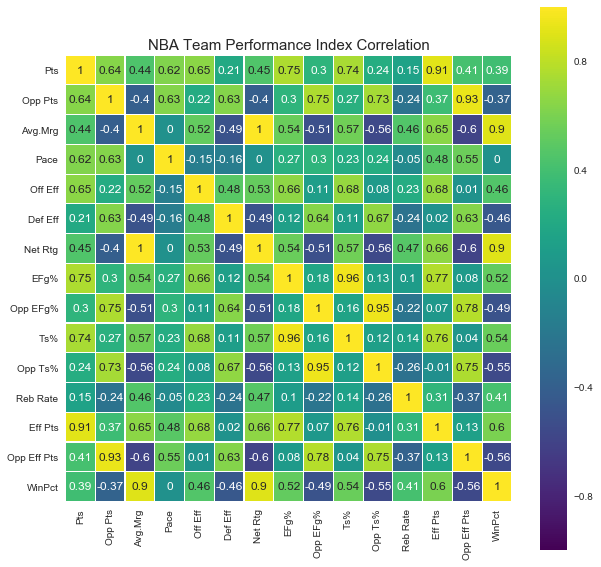 NBA Team Performance Index Correlation
Pts 1 0.64 0.44 0.62 0.65 0.21 0.45 0.75 0.3 0.74 0.24 0.15 0.91 0.41 0.39
Opp Pts 0.64 1 -0.4 0.63 0.22 0.63 -0.4 0.3 0.75 0.27 0.73 -0.24 0.37 0.93 -0.37
Avg.Mrg 0.44 -0.4 1 0 0.52 -0.49 1 0.54 -0.51 0.57 -0.56 0.46 0.65 -0.6 0.9
Pace 0.62 0.63 0 1 -0.15 -0.16 0 0.27 0.3 0.23 0.24 -0.05 0.48 0.55 0
Off Eff 0.65 0.22 0.52 -0.15 1 0.48 0.53 0.66 0.11 0.68 0.08 0.23 0.68 0.01 0.46
Def Eff 0.21 0.63 -0.49 -0.16 0.48 1 -0.49 0.12 0.64 0.11 0.67 -0.24 0.02 0.63 -0.46
Net Rtg 0.45 -0.4 1 0 0.53 -0.49 1 0.54 -0.51 0.57 -0.56 0.47 0.66 -0.6 0.9
EFg% 0.75 0.3 0.54 0.27 0.66 0.12 0.54 1 0.18 0.96 0.13 0.1 0.77 0.08 0.52
Opp EFg% 0.3 0.75 -0.51 0.3 0.11 0.64 -0.51 0.18 1 0.16 0.95 -0.22 0.07 0.78 -0.49
Ts% 0.74 0.27 0.57 0.23 0.68 0.11 0.57 0.96 0.16 1 0.12 0.14 0.76 0.04 0.54
Opp Ts% 0.24 0.73 -0.56 0.24 0.08 0.67 -0.56 0.13 0.95 0.12 1 -0.26 -0.01 0.75 -0.55
Reb Rate 0.15 -0.24 0.46 -0.05 0.23 -0.24 0.47 0.1 -0.22 0.14 -0.26 1 0.31 -0.37 0.41
Eff Pts 0.91 0.37 0.65 0.48 0.68 0.02 0.66 0.77 0.07 0.76 -0.01 0.31 1 0.13 0.6
Opp Eff Pts 0.41 0.93 -0.6 0.55 0.01 0.63 -0.6 0.08 0.78 0.04 0.75 -0.37 0.13 1 -0.56
WinPct 0.39 -0.37 0.9 0 0.46 -0.46 0.9 0.52 -0.49 0.54 -0.55 0.41 0.6 -0.56 1
Pts Opp Pts Avg.Mrg Pace Off Eff Def Eff Net Rtg EFg% Opp EFg% Ts% Opp Ts% Reb Rate Eff Pts Opp Eff Pts WinPct
0.8
0.4
0.0
−0.4
−0.8